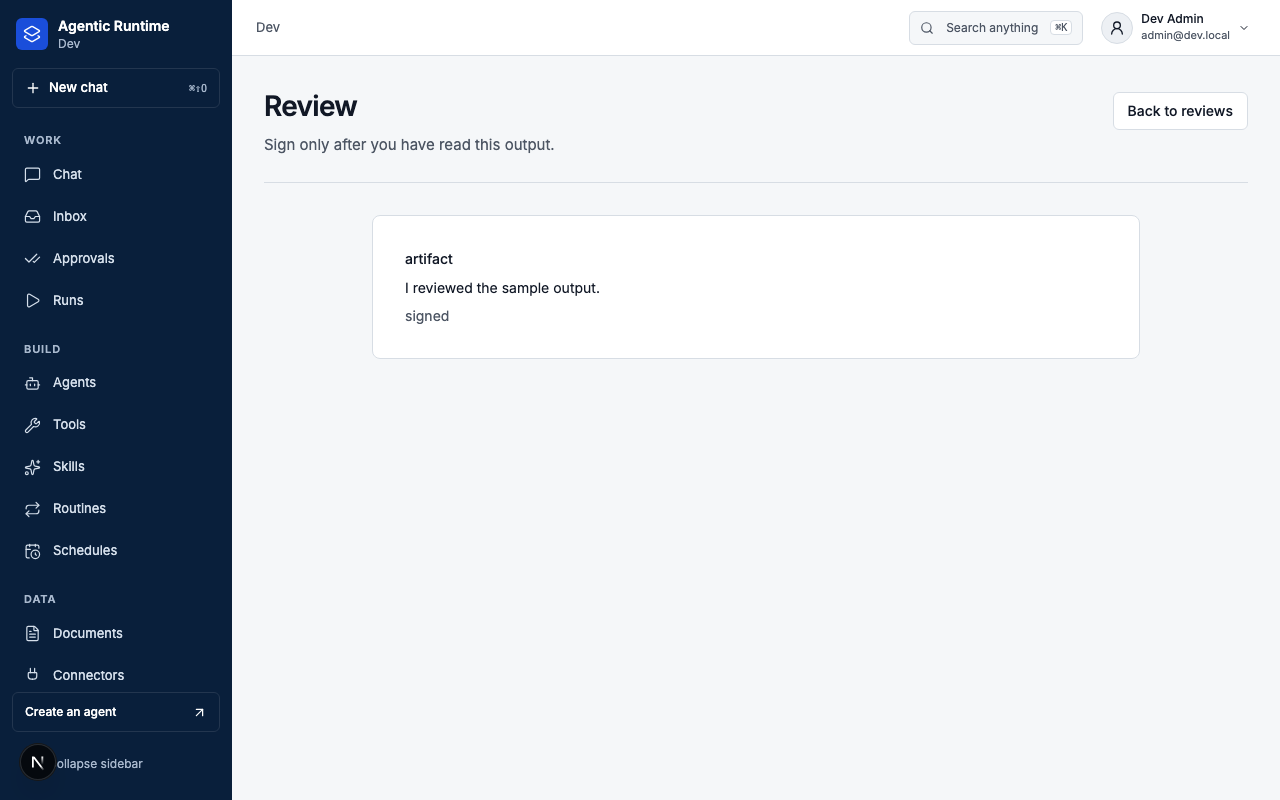 Agentic Runtime
Dev
New chat ⌘⇧O
WORK
Chat
Inbox
Approvals
Runs
BUILD
Agents
Tools
Skills
Routines
Schedules
DATA
Documents
Connectors
Create an agent
N
ollapse sidebar
Dev
Search anything ⌘K
Dev Admin
admin@dev.local
Review
Sign only after you have read this output.
Back to reviews
artifact
I reviewed the sample output.
signed